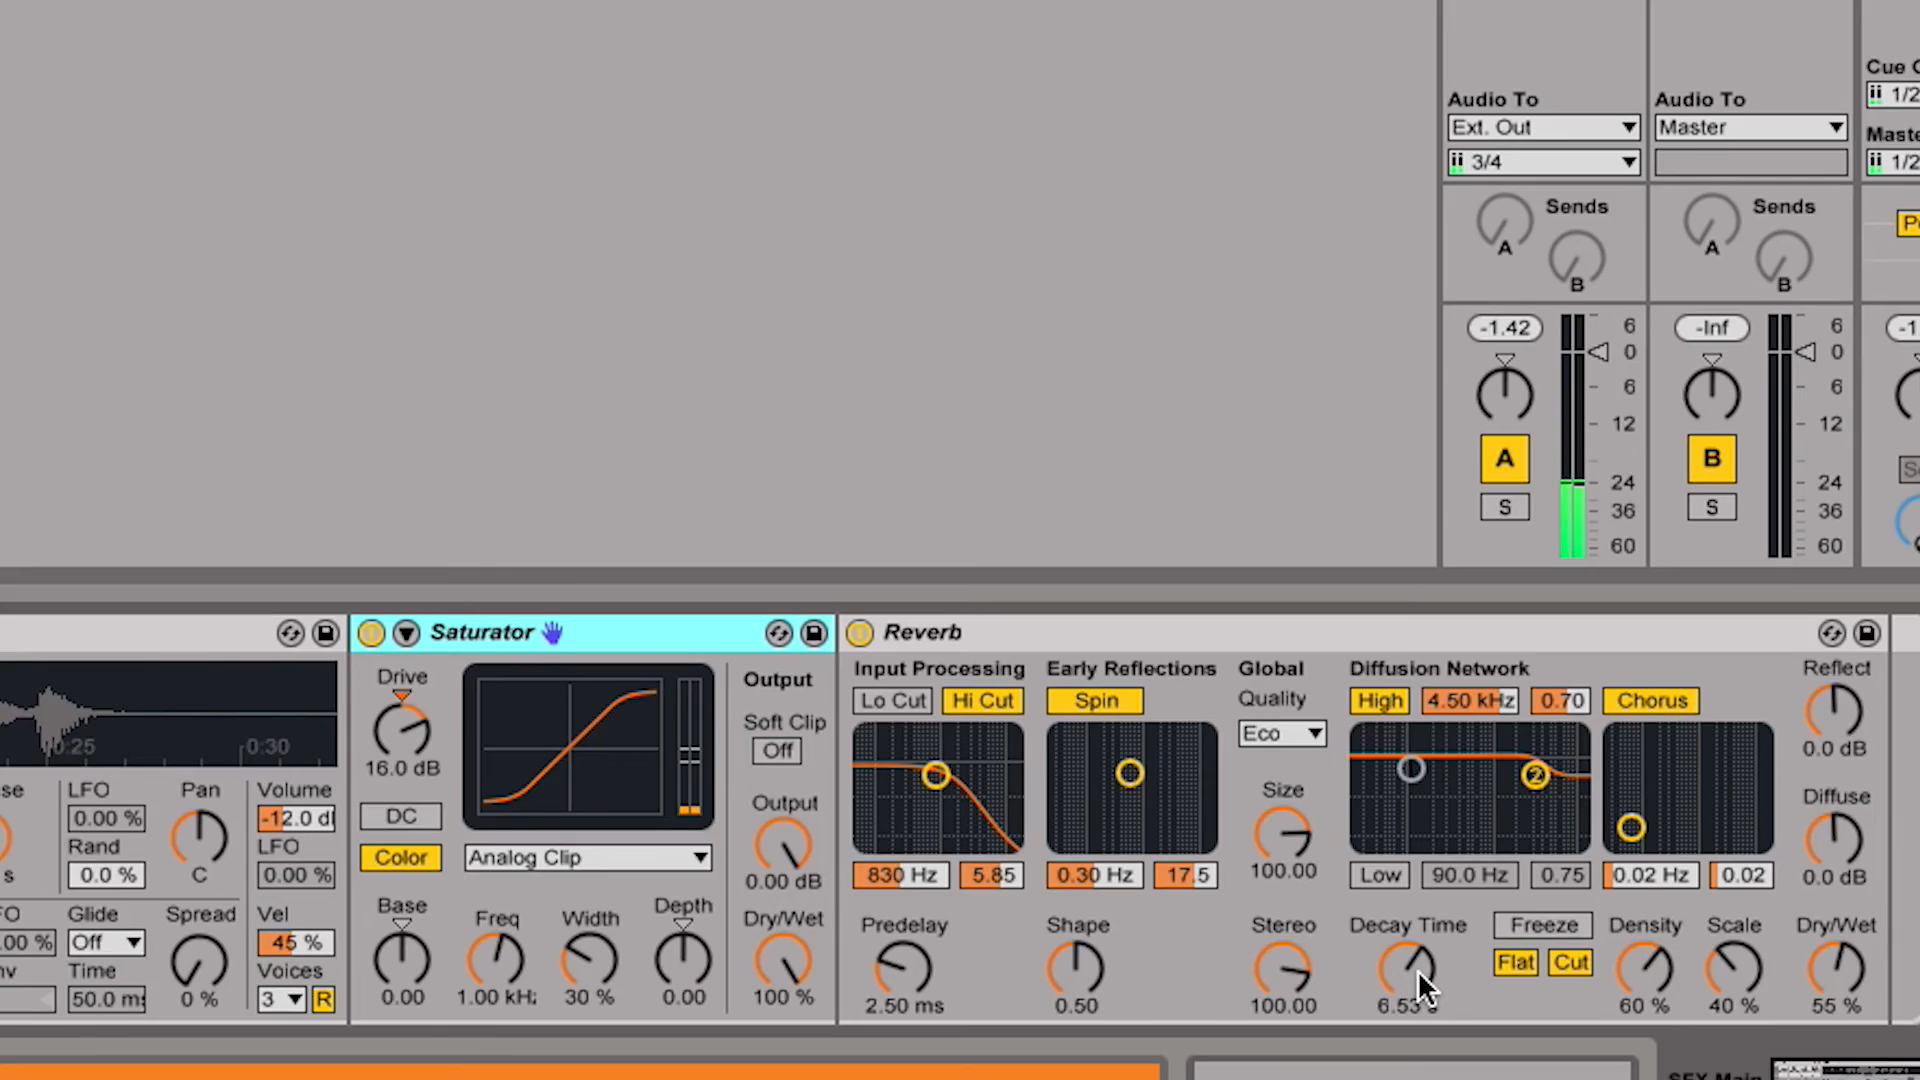 Cue
Audio To
Audio To
1/2
Ext. Out
Master
3/4
1/2
Sends
Sends
A
B
A
B
-1.42
-Inf
6
0
6
12
24
36
60
6
0
6
12
24
36
60
A
S
B
S
Saturator
Reverb
0:25
0:30
LFO
0.00 %
Rand
0.0 %
Pan
C
Volume
LFO
0.00 %
Glide
Off
Time
Spread
0 %
Vel
45 %
Voices
3
R
Drive
16.0 dB
DC
Color
Analog Clip
Output
Soft Clip
Off
Output
0.00 dB
Base
0.00
Freq
1.00 kHz
Width
30 %
Depth
0.00
Dry/Wet
100 %
Input Processing
Lo Cut
Hi Cut
830 Hz
5.85
Predelay
2.50 ms
Early Reflections
Spin
0.30 Hz
17.5
Shape
0.50
Global
Quality
Eco
Size
100.00
Stereo
100.00
Diffusion Network
High
4.50 kHz
0.70
Chorus
2
Low
90.0 Hz
0.75
0.02 Hz
0.02
Decay Time
Freeze
Flat
Cut
Density
60 %
Scale
40 %
Reflect
0.0 dB
Diffuse
0.0 dB
Dry/Wet
55 %